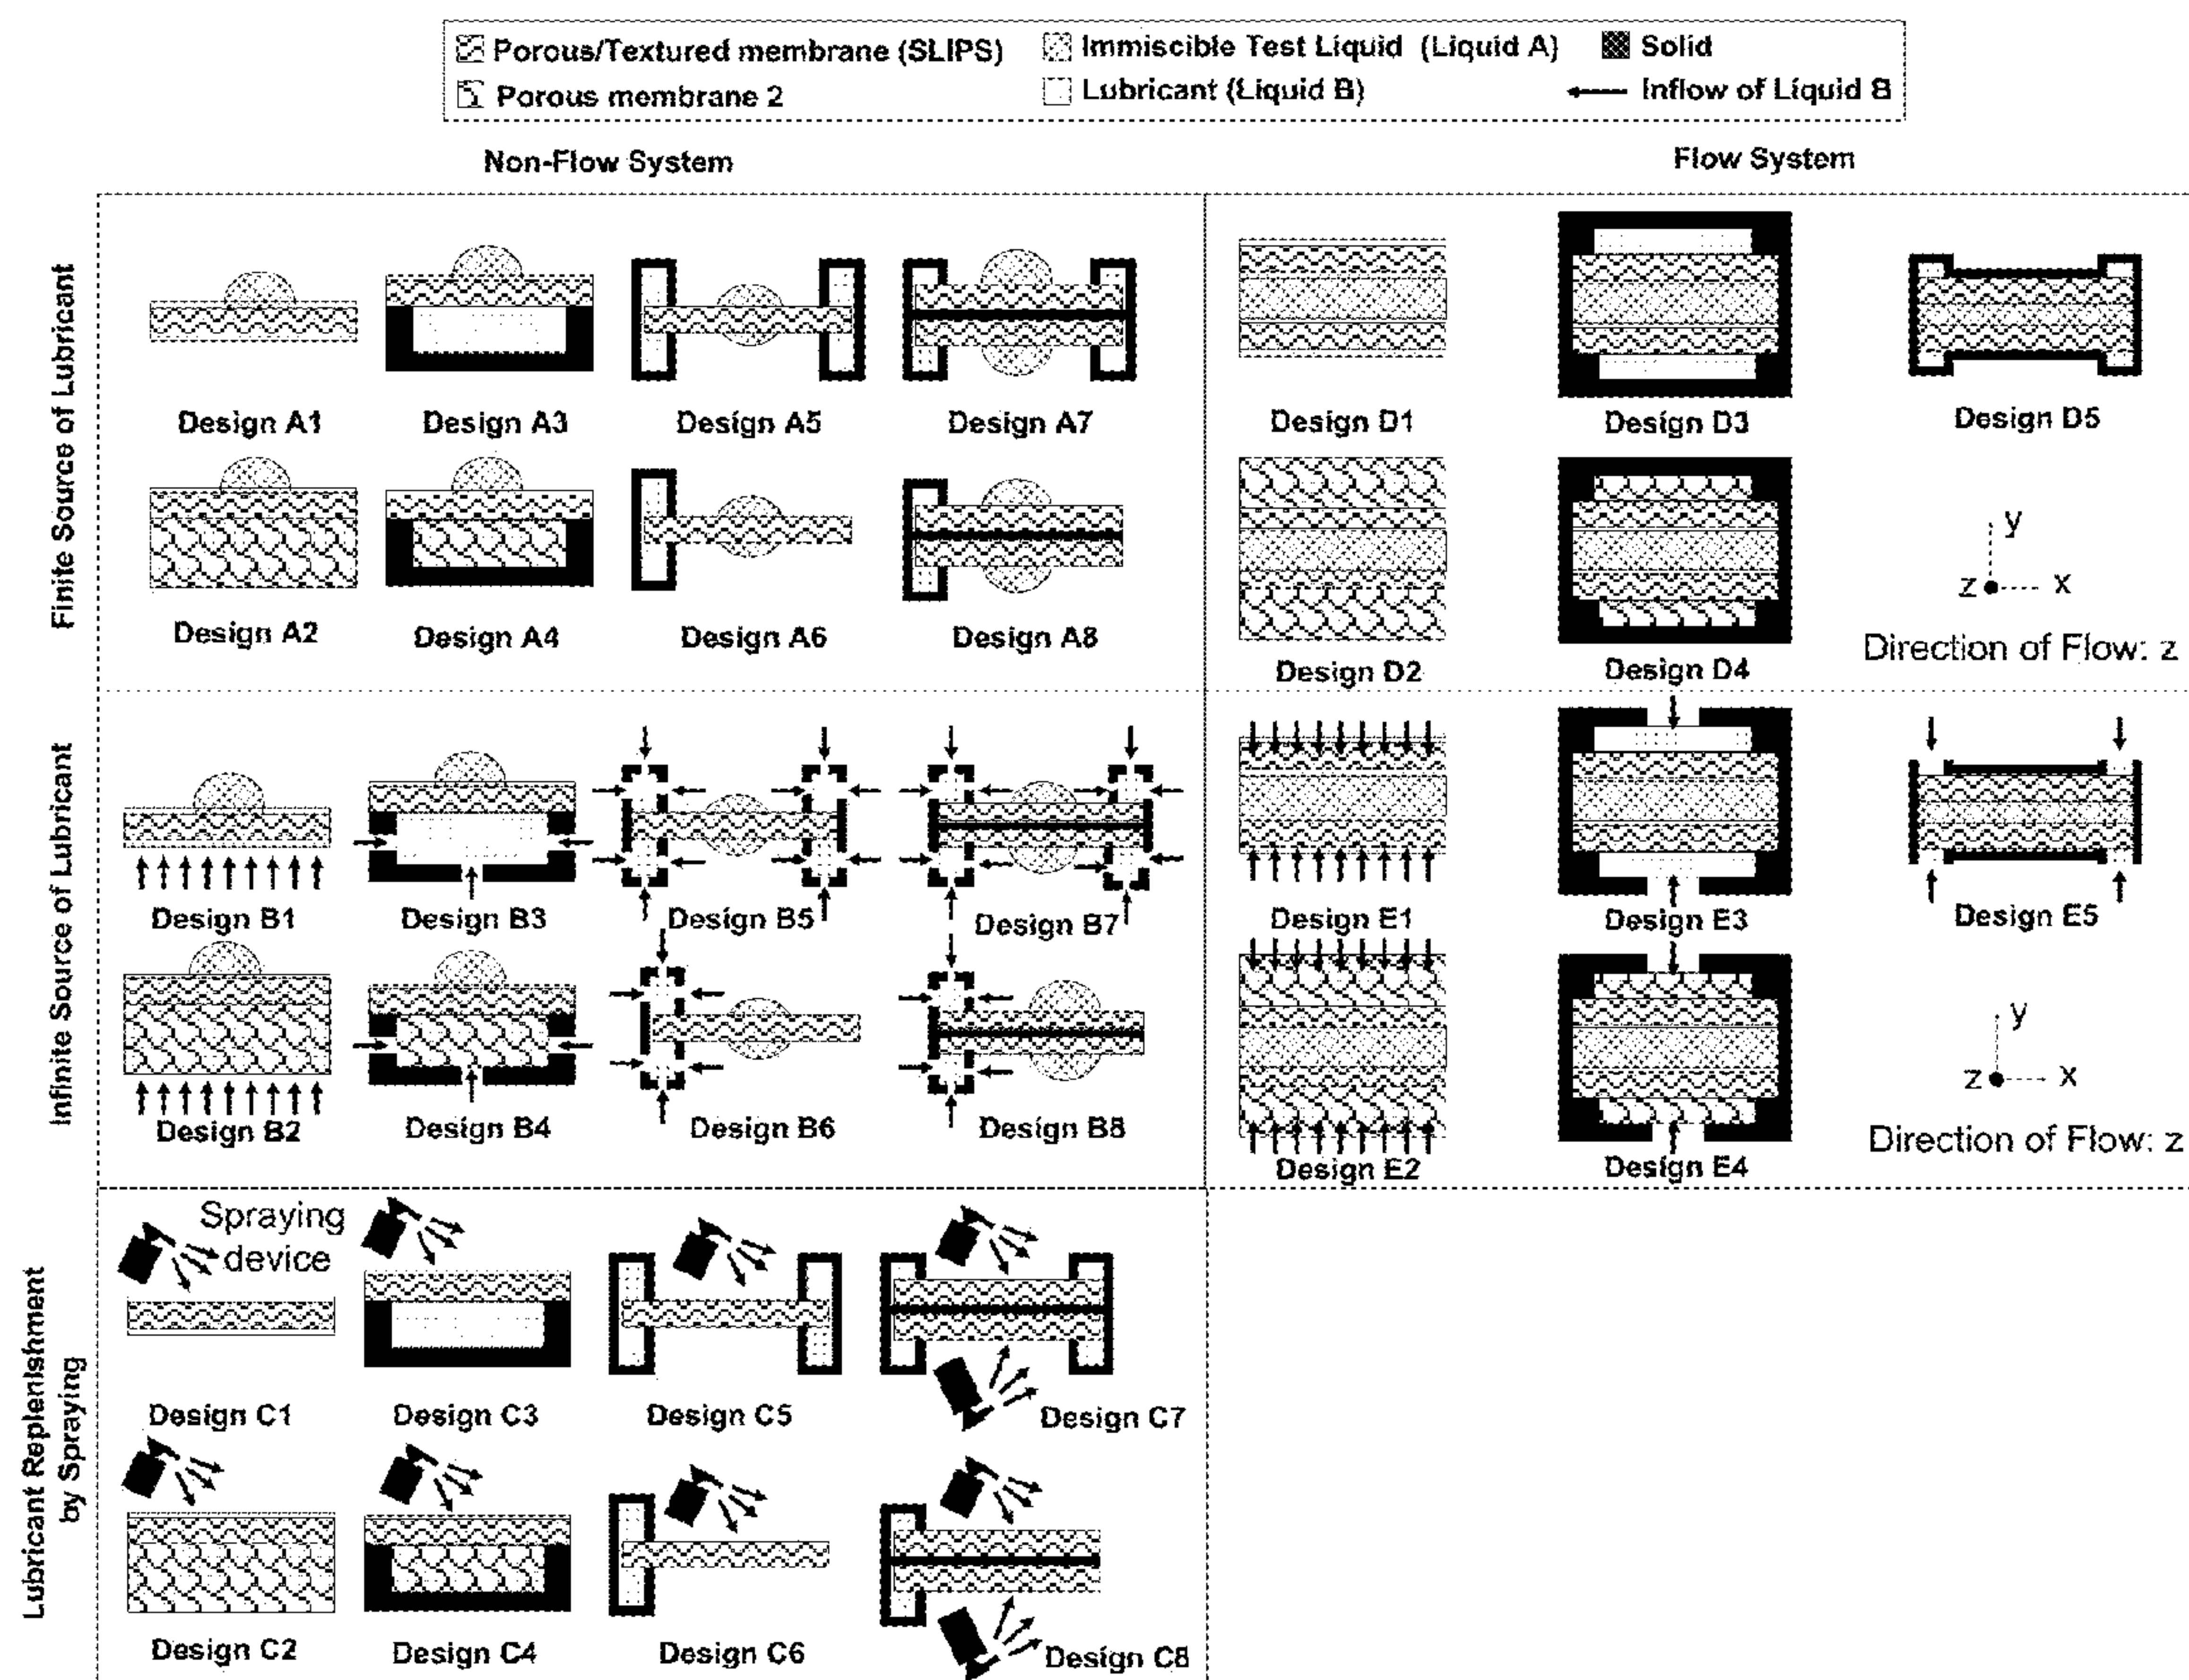 Porous/Textured membrane (SLIPS)
Immiscible Test Liquid (Liquid A)
Solid
Porous membrane 2
Lubricant (Liquid B)
Inflow of Liquid B
Non-Flow System
Flow System
Finite Source of Lubricant
Design A1
Design A3
Design A5
Design A7
Design D1
Design D3
Design D5
Design A2
Design A4
Design A6
Design A8
Design D2
Design D4
y
z
x
Direction of Flow: z
Infinite Source of Lubricant
Design B1
Design B3
Design B5
Design B7
Design E1
Design E3
Design E5
Design B2
Design B4
Design B6
Design B8
Design E2
Design E4
y
z
x
Direction of Flow: z
Lubricant Replenishment
by Spraying
Spraying
device
Design C1
Design C3
Design C5
Design C7
Design C2
Design C4
Design C6
Design C8